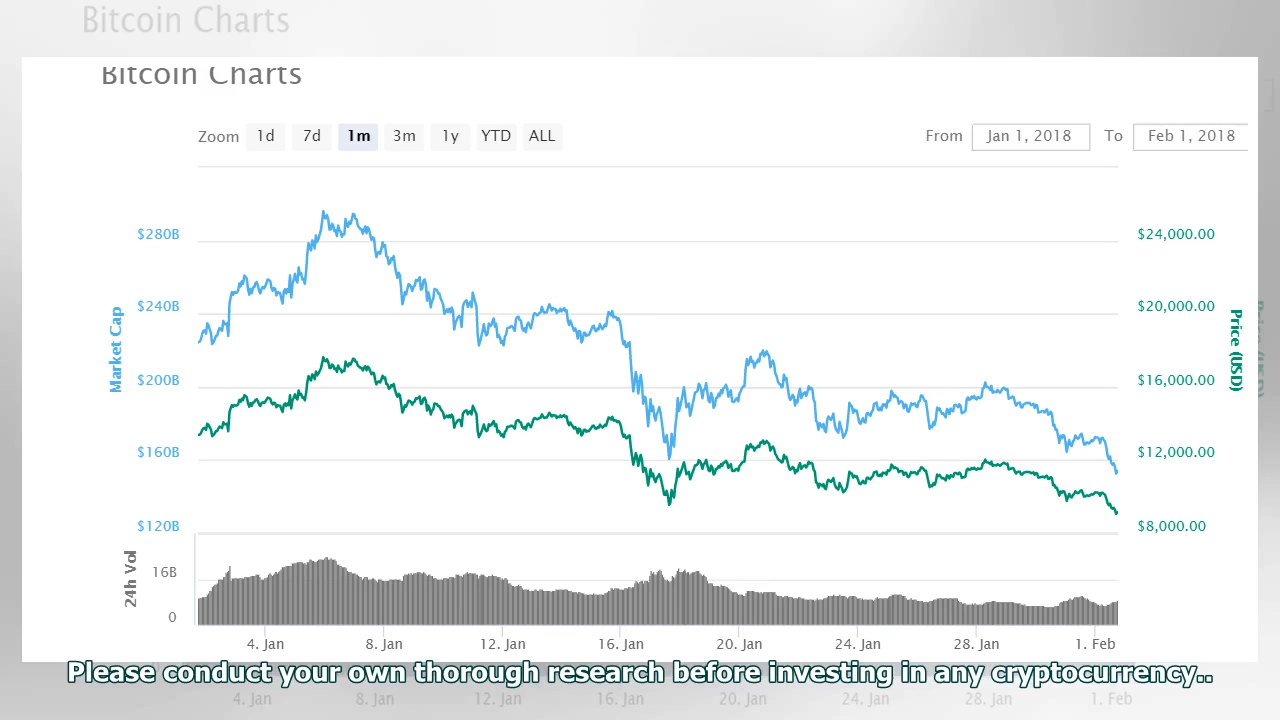 Bitcoin Charts
Bitcoin Charts
Zoom 1d 7d 1m 3m 1y YTD ALL From Jan 1, 2018 To Feb 1, 2018
$280B $24,000.00
$240B $20,000.00
$200B $16,000.00
$160B $12,000.00
$120B $8,000.00
Market Cap
Price (USD)
Price (USD)
24h Vol
16B
0
4. Jan 8. Jan 12. Jan 16. Jan 20. Jan 24. Jan 28. Jan 1. Feb
Please conduct your own thorough research before investing in any cryptocurrency..
4. Jan 8. Jan 12. Jan 16. Jan 20. Jan 24. Jan 28. Jan 1. Feb